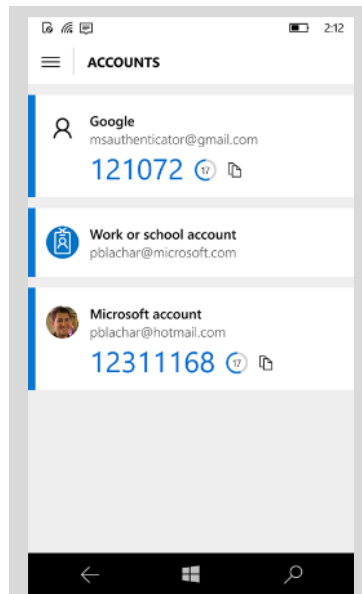 2:12
ACCOUNTS
Google
msauthenticator@gmail.com
121072 17
Work or school account
pblachar@microsoft.com
Microsoft account
pblachar@hotmail.com
12311168 17